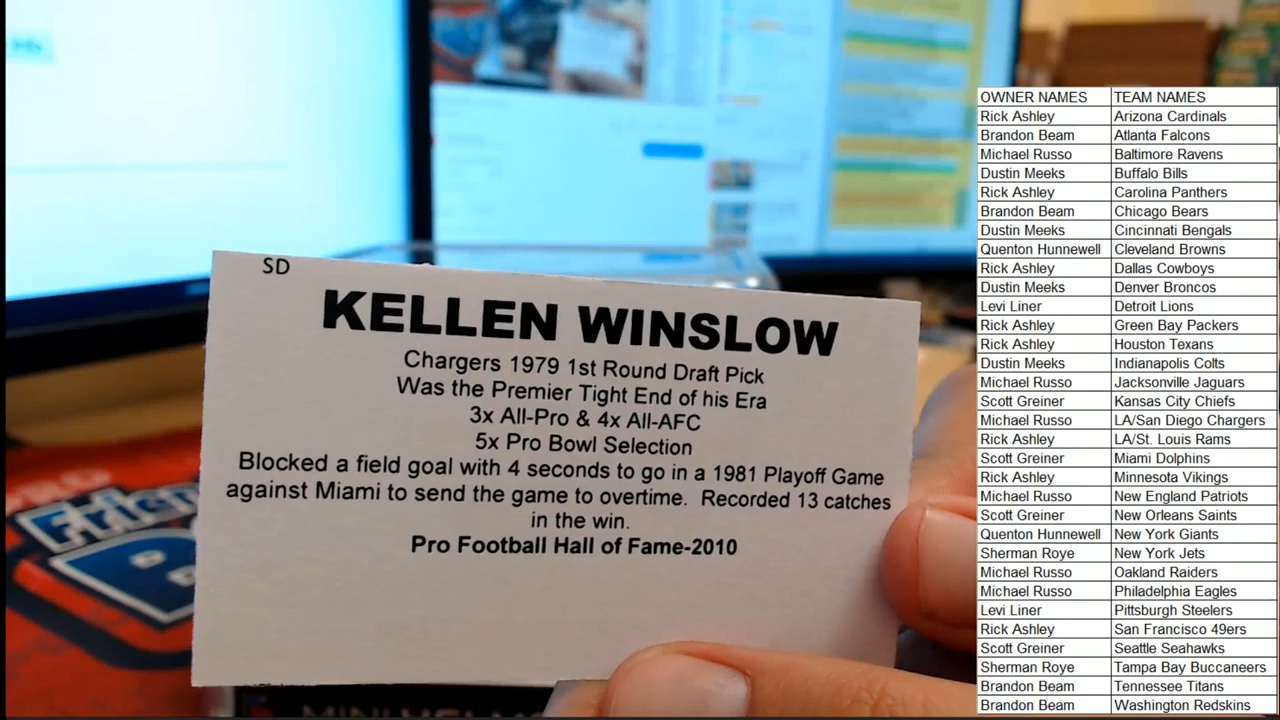 SD
KELLEN WINSLOW
Chargers 1979 1st Round Draft Pick
Was the Premier Tight End of his Era
3x All-Pro & 4x All-AFC
5x Pro Bowl Selection
Blocked a field goal with 4 seconds to go in a 1981 Playoff Game
against Miami to send the game to overtime. Recorded 13 catches
in the win.
Pro Football Hall of Fame-2010
OWNER NAMES TEAM NAMES
Rick Ashley Arizona Cardinals
Brandon Beam Atlanta Falcons
Michael Russo Baltimore Ravens
Dustin Meeks Buffalo Bills
Rick Ashley Carolina Panthers
Brandon Beam Chicago Bears
Dustin Meeks Cincinnati Bengals
Quenton Hunnewell Cleveland Browns
Rick Ashley Dallas Cowboys
Dustin Meeks Denver Broncos
Levi Liner Detroit Lions
Rick Ashley Green Bay Packers
Rick Ashley Houston Texans
Dustin Meeks Indianapolis Colts
Michael Russo Jacksonville Jaguars
Scott Greiner Kansas City Chiefs
Michael Russo LA/San Diego Chargers
Rick Ashley LA/St. Louis Rams
Scott Greiner Miami Dolphins
Rick Ashley Minnesota Vikings
Michael Russo New England Patriots
Scott Greiner New Orleans Saints
Quenton Hunnewell New York Giants
Sherman Roye New York Jets
Michael Russo Oakland Raiders
Michael Russo Philadelphia Eagles
Levi Liner Pittsburgh Steelers
Rick Ashley San Francisco 49ers
Scott Greiner Seattle Seahawks
Sherman Roye Tampa Bay Buccaneers
Brandon Beam Tennessee Titans
Brandon Beam Washington Redskins